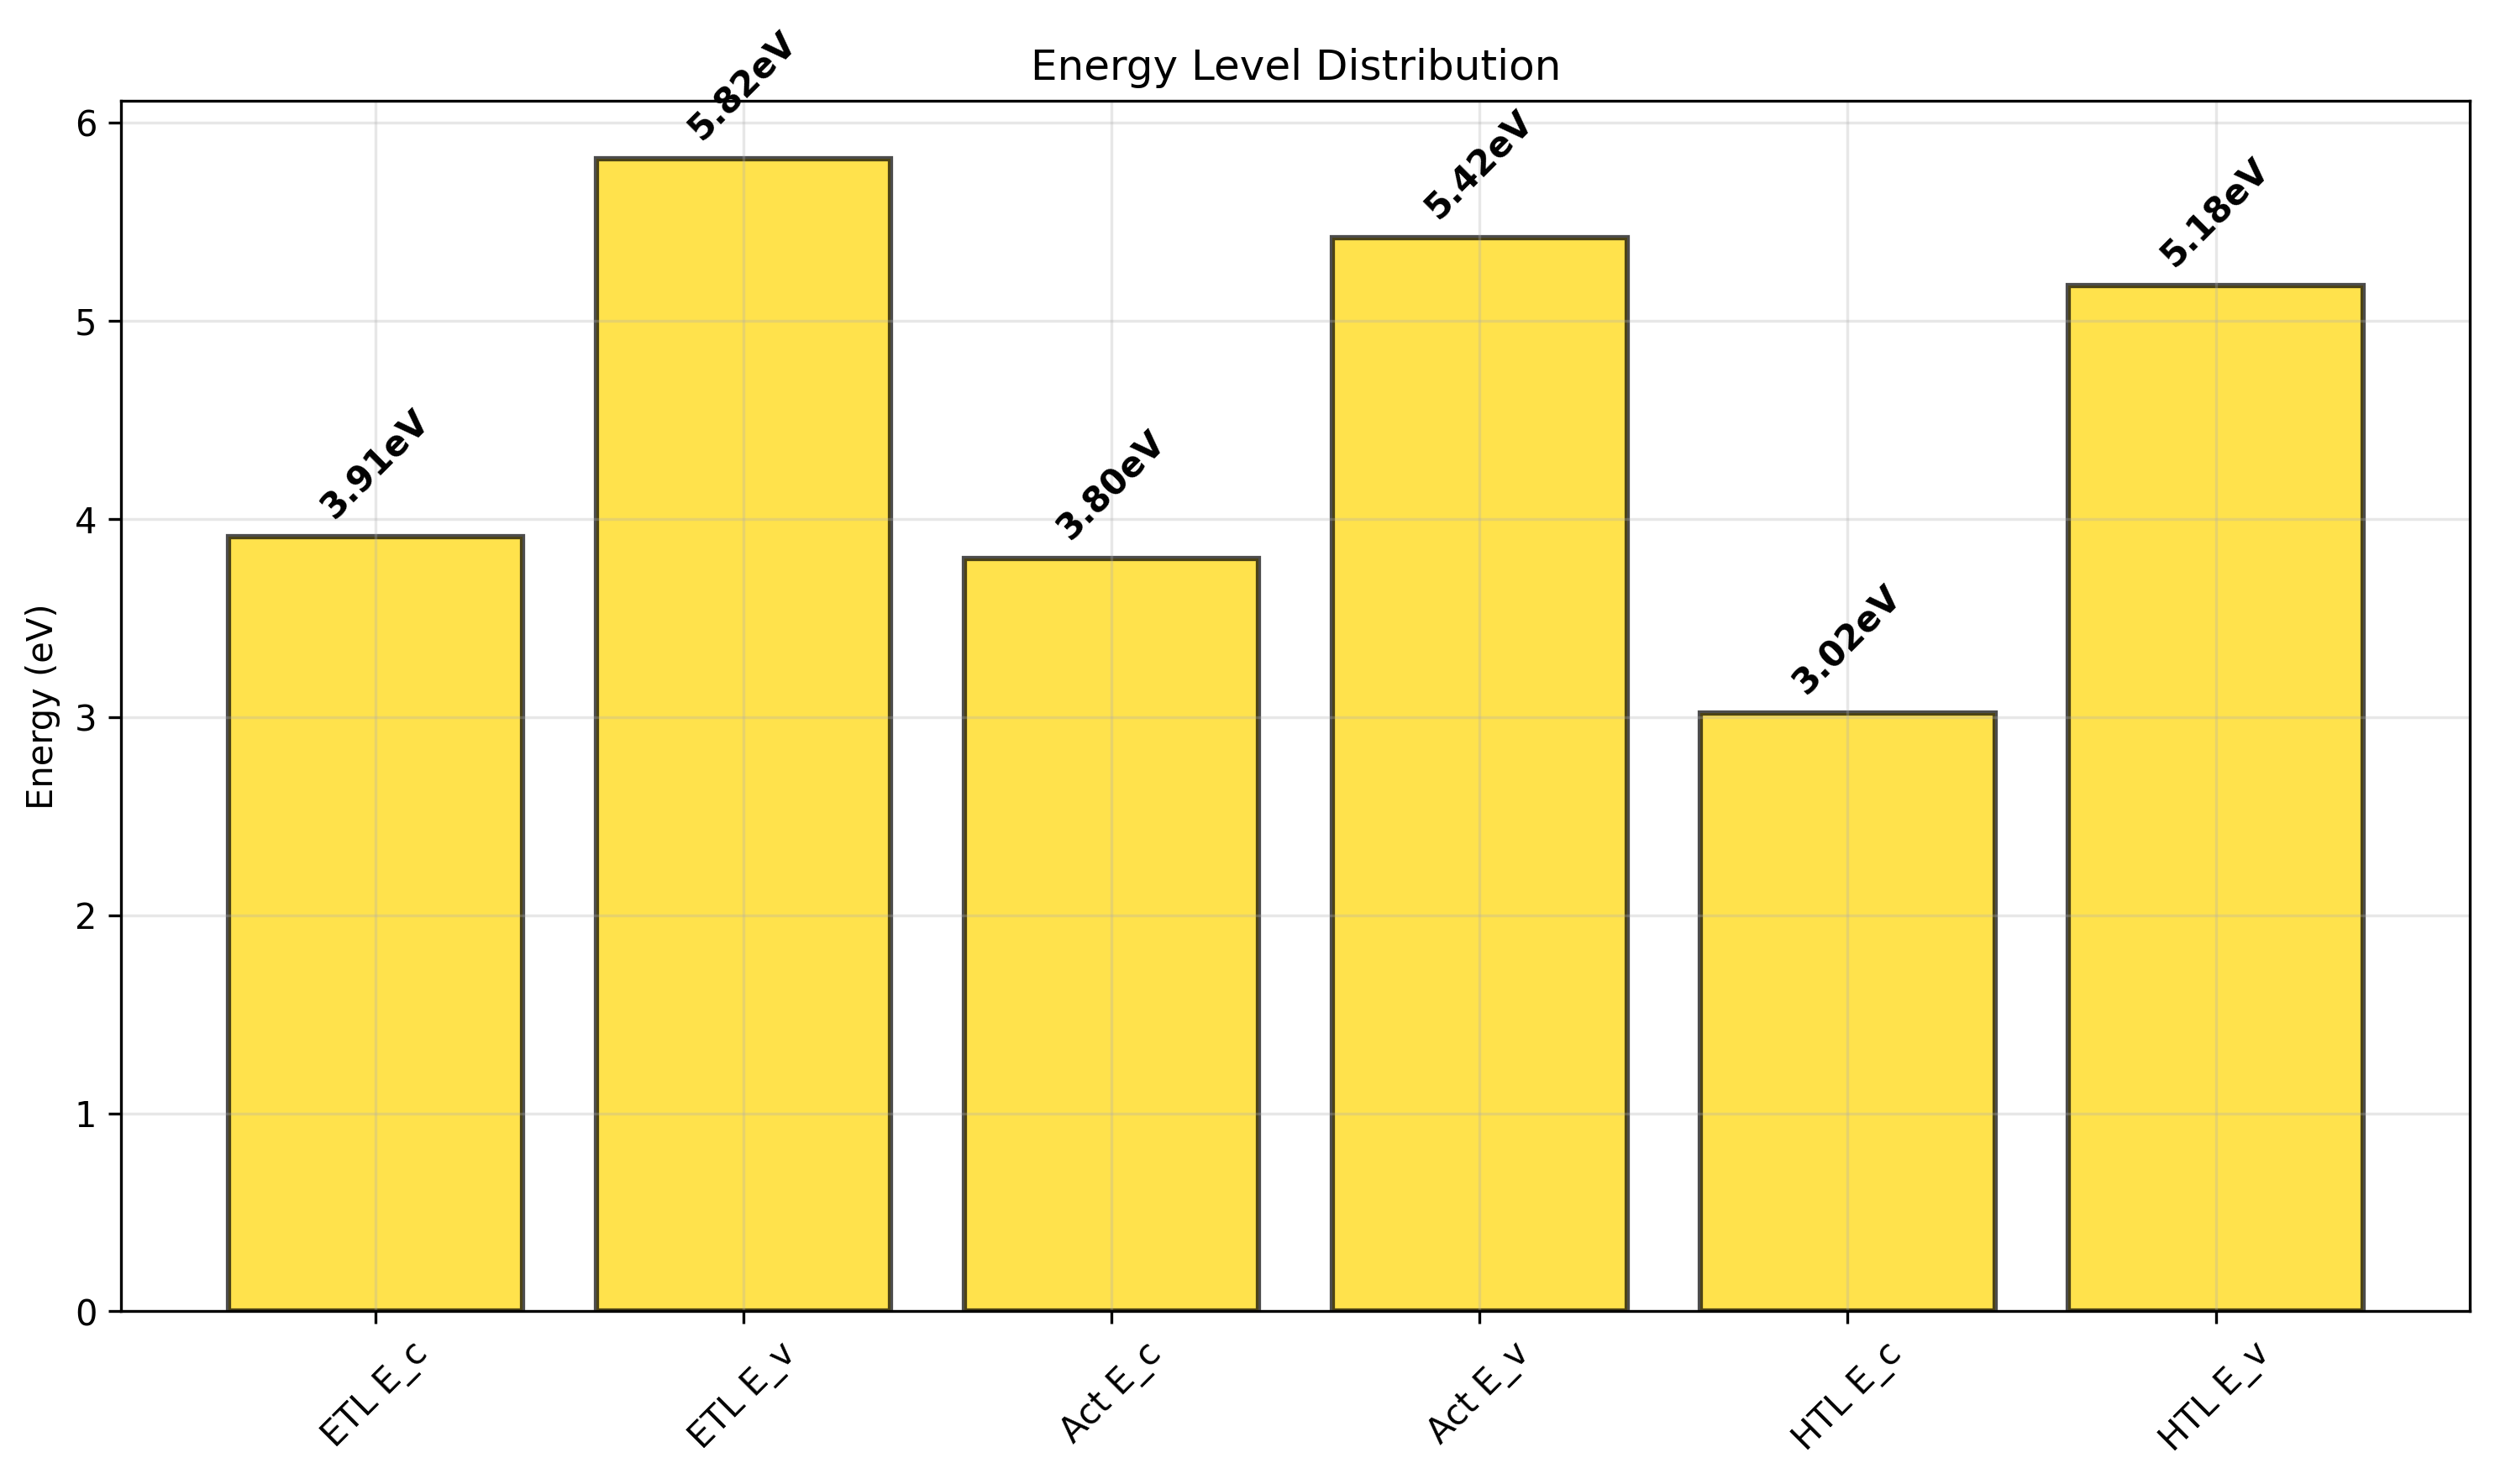 Energy Level Distribution
Energy (eV)
6
5
4
3
2
1
0
3.91ev
5.82ev
3.80ev
5.42ev
3.02ev
5.18ev
ETL E_c
ETL E_v
Act E_c
Act E_v
HTL E_c
HTL E_v